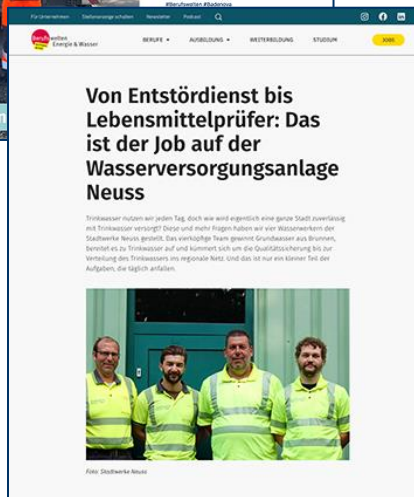 #Berufswelten #Badenova
Für Unternehmen Stellenanzeige schalten Newsletter Podcast
Berufswelten
Energie & Wasser
BERUFE AUSBILDUNG WEITERBILDUNG STUDIUM JOBS
Von Entstördienst bis
Lebensmittelprüfer: Das
ist der Job auf der
Wasserversorgungsanlage
Neuss
Trinkwasser nutzen wir jeden Tag, doch wie wird eigentlich eine ganze Stadt zuverlässig
mit Trinkwasser versorgt? Diese und mehr Fragen haben wir vier Wasserwerkern der
Stadtwerke Neuss gestellt. Das vierköpfige Team gewinnt Grundwasser aus Brunnen,
bereitet es zu Trinkwasser auf und kümmert sich um die Qualitätssicherung bis zur
Verteilung des Trinkwassers ins regionale Netz. Und das ist nur ein kleiner Teil der
Aufgaben, die täglich anfallen.
Foto: Stadtwerke Neuss